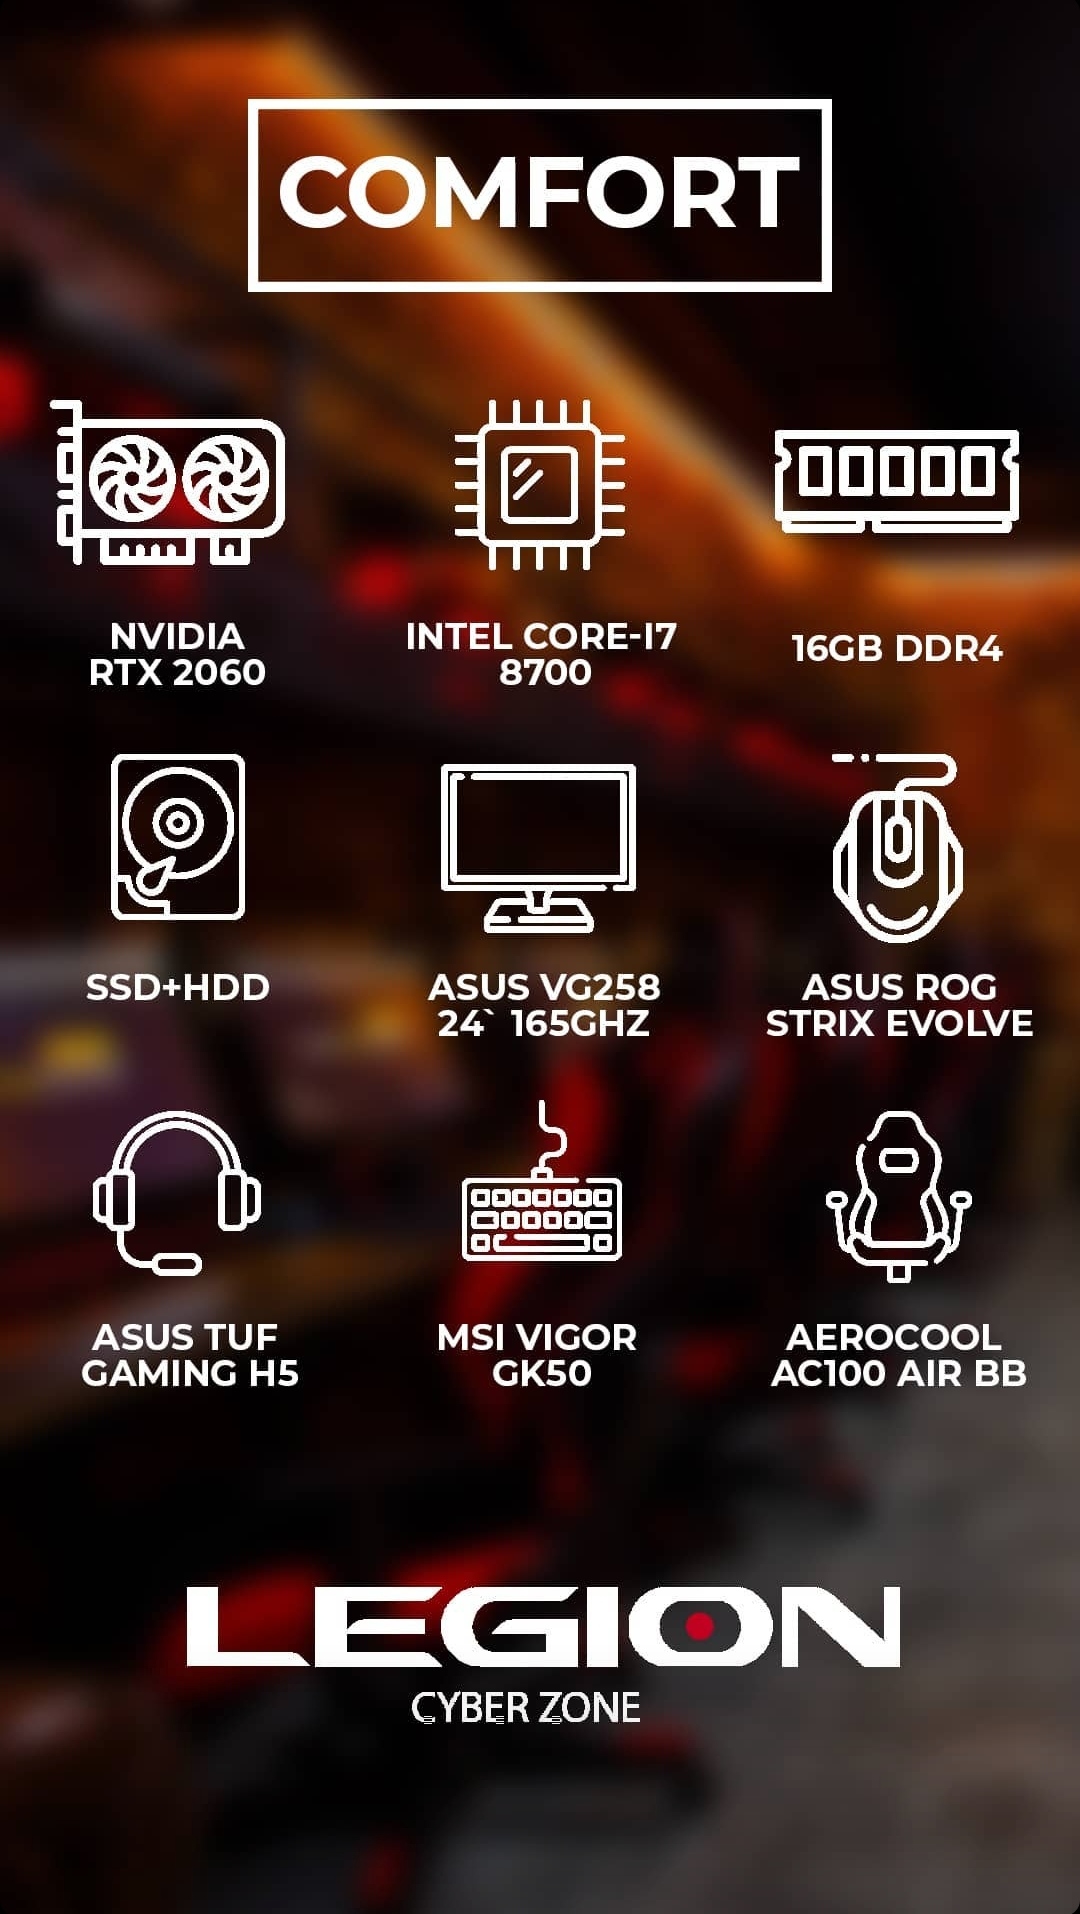 COMFORT
NVIDIA
RTX 2060
INTEL CORE-I7
8700
16GB DDR4
SSD+HDD
ASUS VG258
24` 165GHZ
ASUS ROG
STRIX EVOLVE
ASUS TUF
GAMING H5
MSI VIGOR
GK50
AEROCOOL
AC100 AIR BB
LEGION
CYBER ZONE